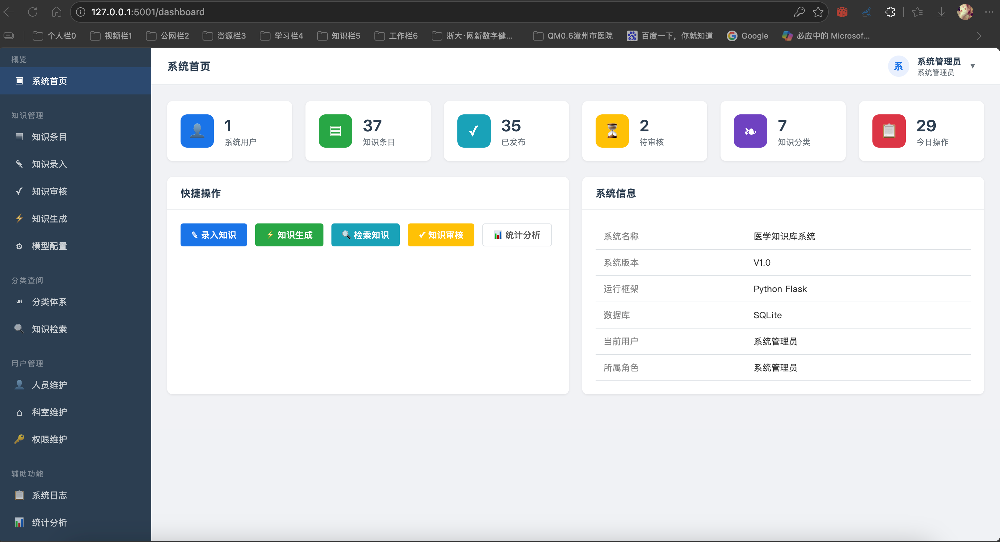 127.0.0.1:5001/dashboard
个人栏0 视频栏1 公网栏2 资源栏3 学习栏4 知识栏5 工作栏6 浙大·网新数字健... QM0.6漳州市医院 百度一下，你就知道 Google 必应中的 Microsof...
概览
系统首页
知识管理
知识条目
知识录入
知识审核
知识生成
模型配置
分类查阅
分类体系
知识检索
用户管理
人员维护
科室维护
权限维护
辅助功能
系统日志
统计分析
系统首页
系
系统管理员
系统管理员
1
系统用户
37
知识条目
35
已发布
2
待审核
7
知识分类
29
今日操作
快捷操作
录入知识 知识生成 检索知识 知识审核 统计分析
系统信息
系统名称 医学知识库系统
系统版本 V1.0
运行框架 Python Flask
数据库 SQLite
当前用户 系统管理员
所属角色 系统管理员